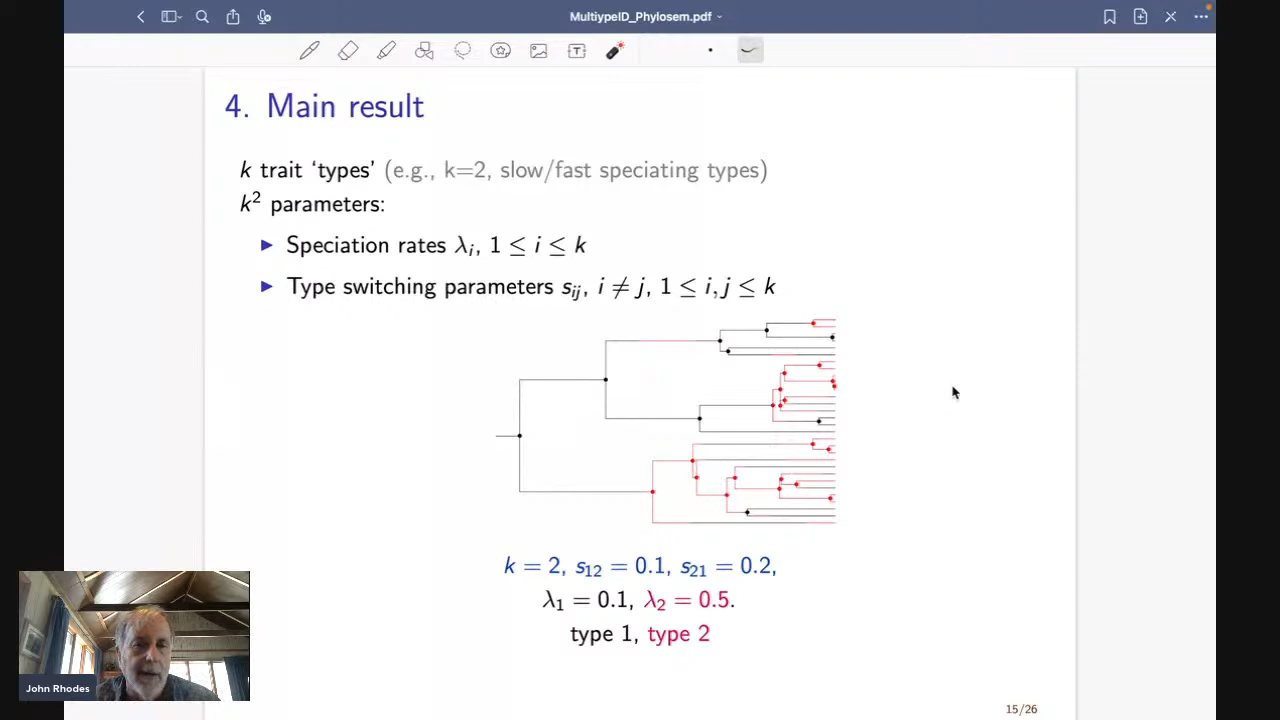 MultitypeID_Phylosem.pdf
4. Main result
k trait ‘types’ (e.g., k=2, slow/fast speciating types)
k² parameters:
▶ Speciation rates λᵢ, 1 ≤ i ≤ k
▶ Type switching parameters sᵢⱼ, i ≠ j, 1 ≤ i, j ≤ k
k = 2, s₁₂ = 0.1, s₂₁ = 0.2,
λ₁ = 0.1, λ₂ = 0.5.
type 1, type 2
John Rhodes
15/26